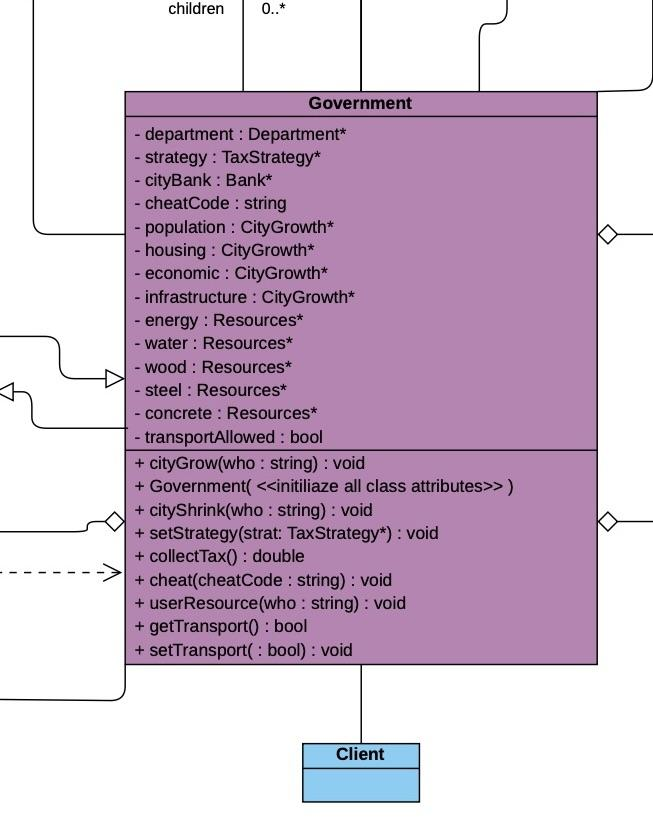 children 0..*
Government
- department : Department*
- strategy : TaxStrategy*
- cityBank : Bank*
- cheatCode : string
- population : CityGrowth*
- housing : CityGrowth*
- economic : CityGrowth*
- infrastructure : CityGrowth*
- energy : Resources*
- water : Resources*
- wood : Resources*
- steel : Resources*
- concrete : Resources*
- transportAllowed : bool
+ cityGrow(who : string) : void
+ Government( <<initiliaze all class attributes>> )
+ cityShrink(who : string) : void
+ setStrategy(strat: TaxStrategy*) : void
+ collectTax() : double
+ cheat(cheatCode : string) : void
+ userResource(who : string) : void
+ getTransport() : bool
+ setTransport( : bool) : void
Client